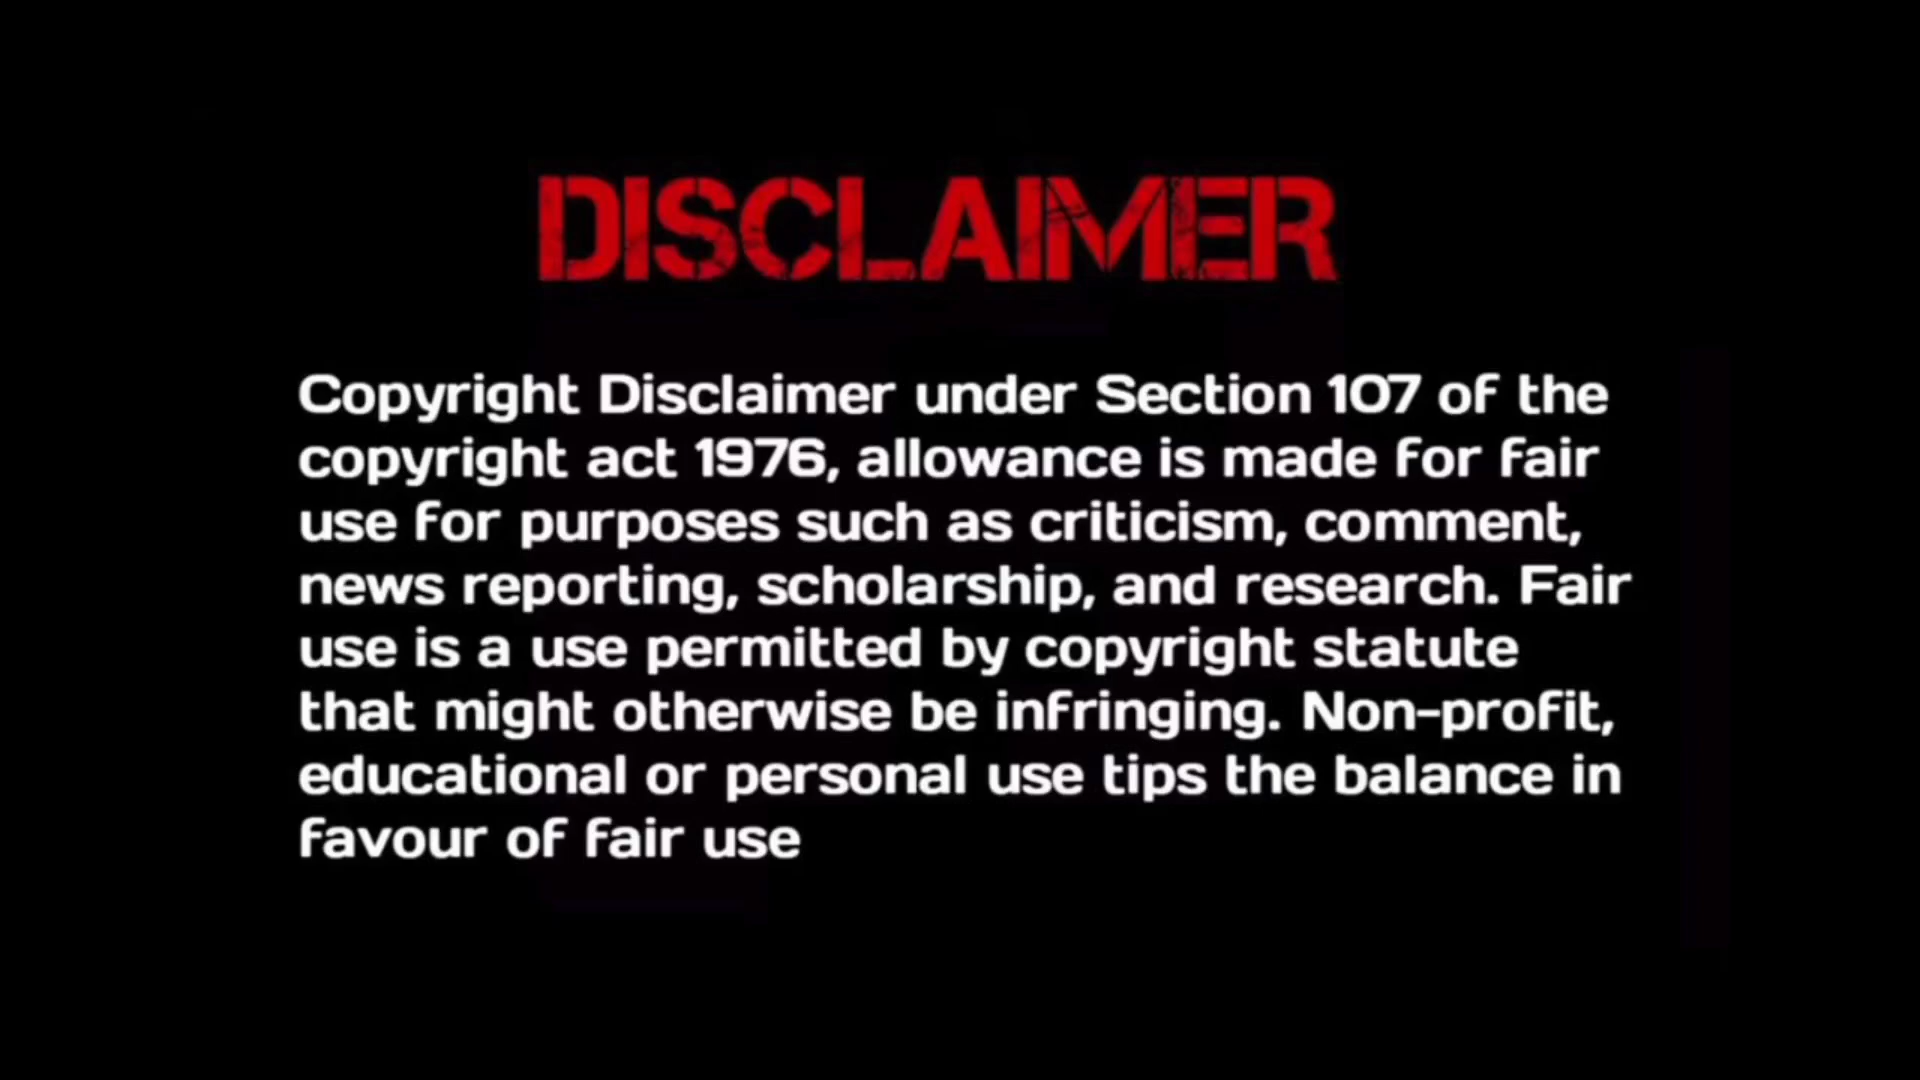 DISCLAIMER
Copyright Disclaimer under Section 107 of the
copyright act 1976, allowance is made for fair
use for purposes such as criticism, comment,
news reporting, scholarship, and research. Fair
use is a use permitted by copyright statute
that might otherwise be infringing. Non-profit,
educational or personal use tips the balance in
favour of fair use